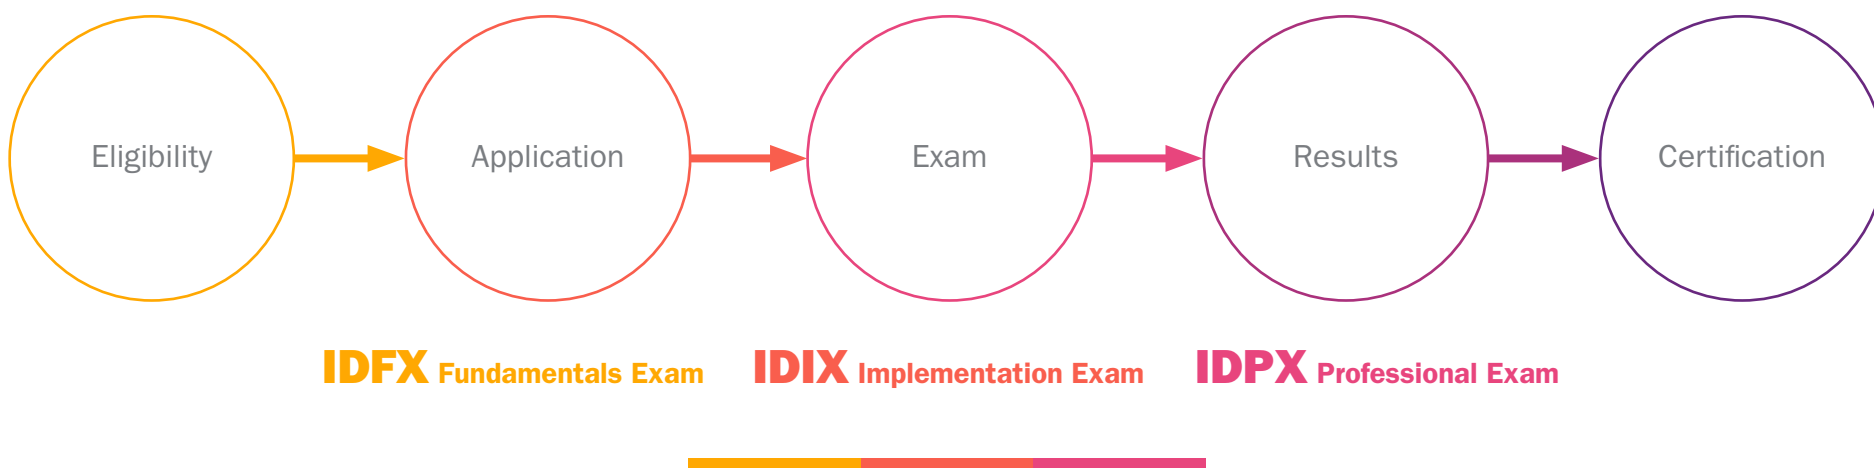 Eligibility Application Exam Results Certification
IDFX Fundamentals Exam IDIX Implementation Exam IDPX Professional Exam